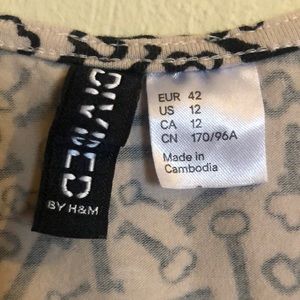 DIVIDED
BY H&M
EUR 42
US 12
CA 12
CN 170/96A
Made in
Cambodia